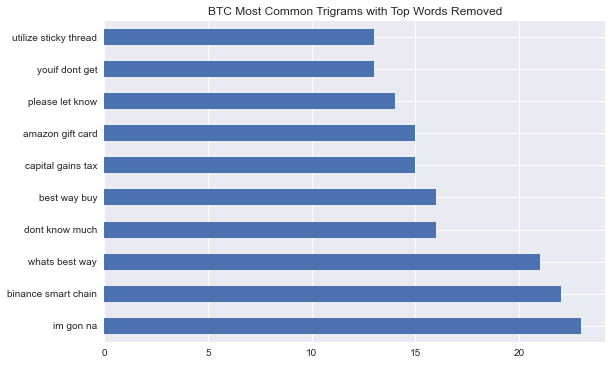 BTC Most Common Trigrams with Top Words Removed
utilize sticky thread
youif dont get
please let know
amazon gift card
capital gains tax
best way buy
dont know much
whats best way
binance smart chain
im gon na
0 5 10 15 20